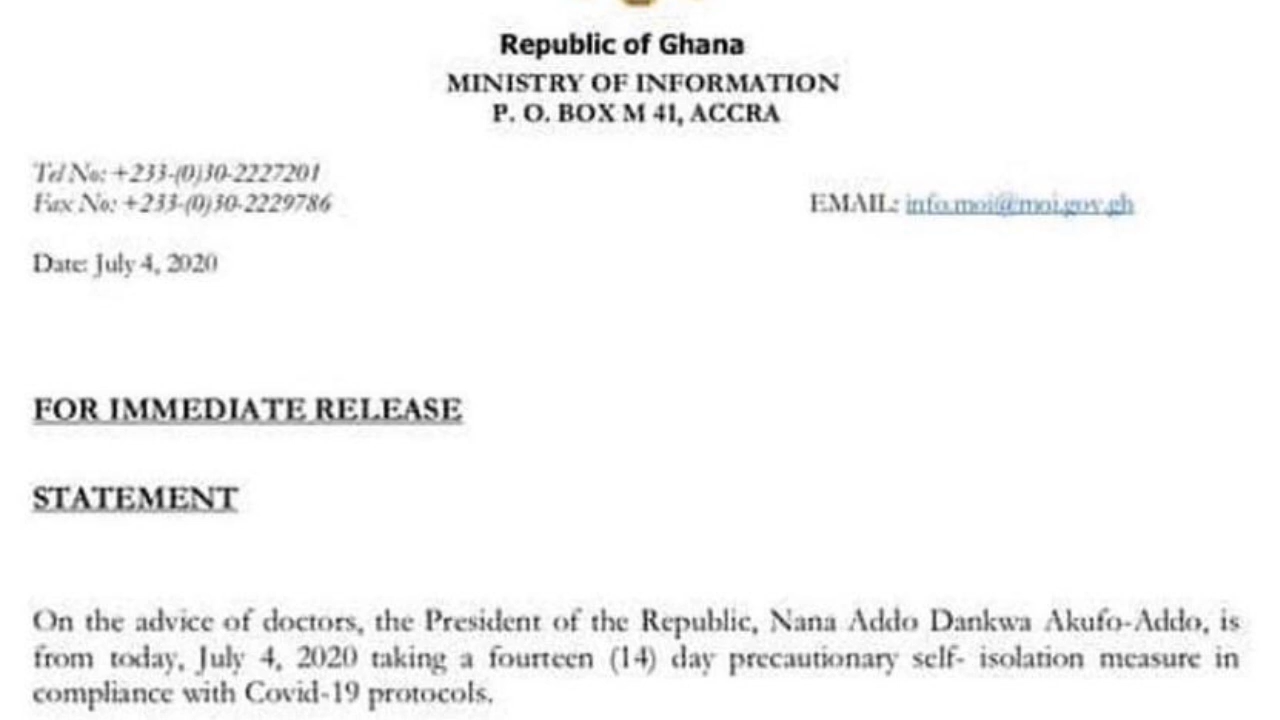 Republic of Ghana
MINISTRY OF INFORMATION
P. O. BOX M 41, ACCRA
Tel No: +233-(0)30-2227201
Fax No: +233-(0)30-2229786
EMAIL: info.moi@moi.gov.gh
Date: July 4, 2020
FOR IMMEDIATE RELEASE
STATEMENT
On the advice of doctors, the President of the Republic, Nana Addo Dankwa Akufo-Addo, is
from today, July 4, 2020 taking a fourteen (14) day precautionary self- isolation measure in
compliance with Covid-19 protocols.